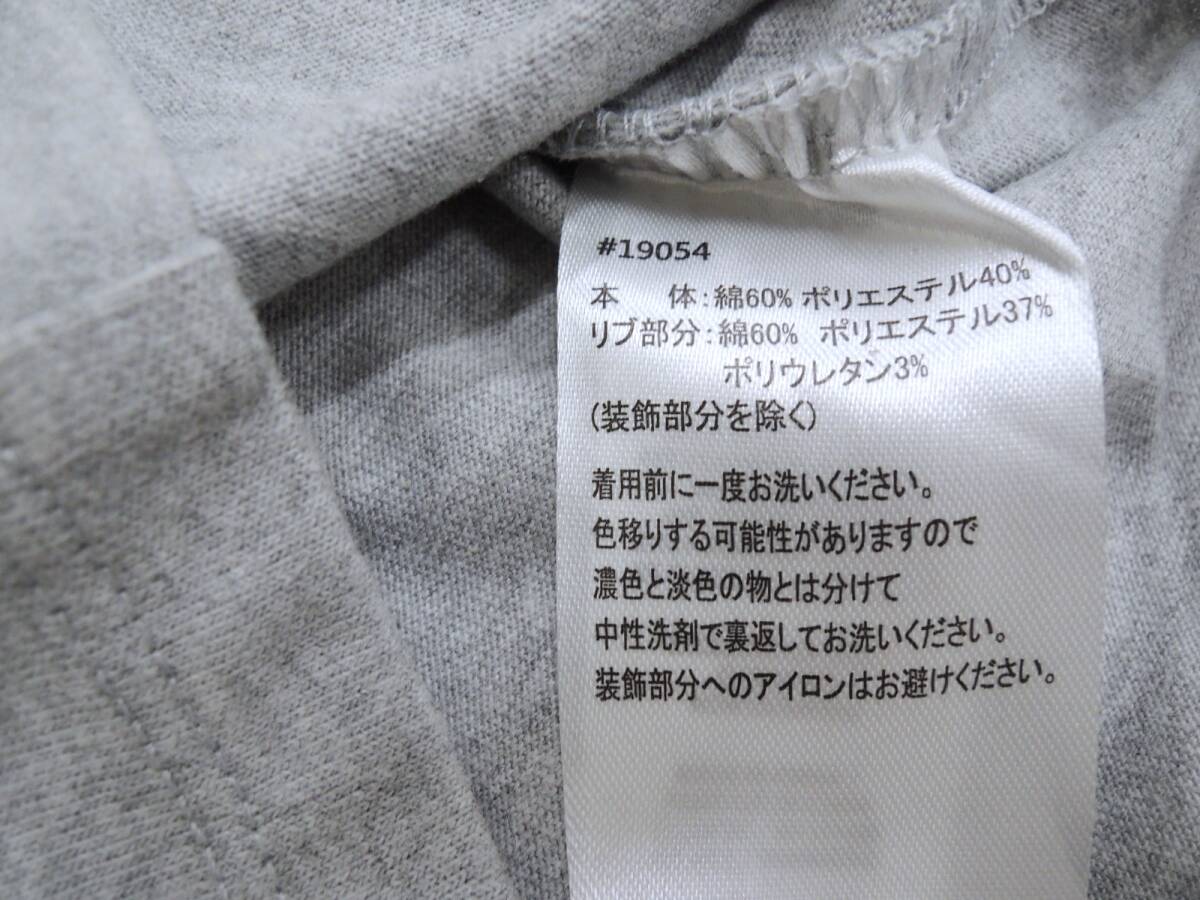 #19054
本　体：綿60% ポリエステル40%
リブ部分：綿60% ポリエステル37%
ポリウレタン3%
(装飾部分を除く)
着用前に一度お洗いください。
色移りする可能性がありますので
濃色と淡色の物とは分けて
中性洗剤で裏返してお洗いください。
装飾部分へのアイロンはお避けください。